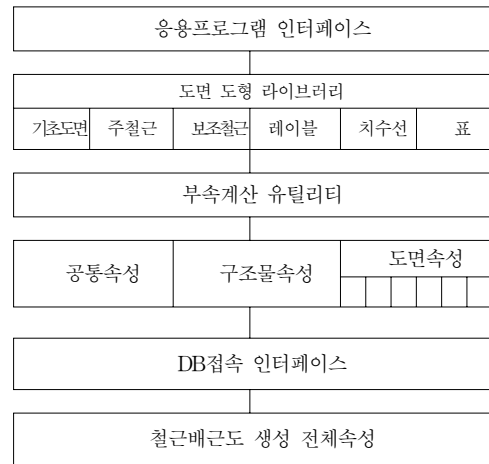 응용프로그램 인터페이스
도면 도형 라이브러리
기초도면 주철근 보조철근 레이블 치수선 표
부속계산 유틸리티
공통속성 구조물속성 도면속성
DB접속 인터페이스
철근배근도 생성 전체속성